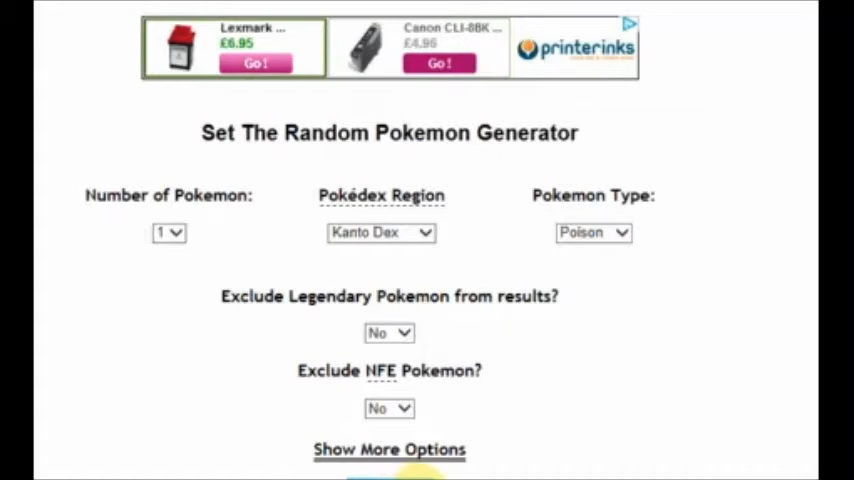 Lexmark ... Canon CLI-8BK ...
£6.95 £4.96
Go! Go! printerinks
Set The Random Pokemon Generator
Number of Pokemon: Pokédex Region Pokemon Type:
1 Kanto Dex Poison
Exclude Legendary Pokemon from results?
No
Exclude NFE Pokemon?
No
Show More Options